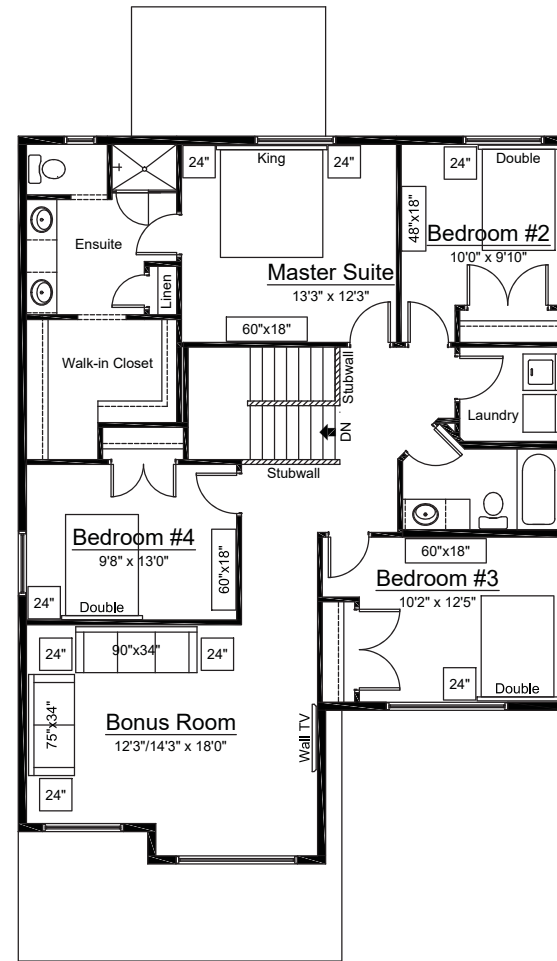 24"
King
24"
24"
Double
48"x18"
Bedroom #2
10'0" x 9'10"
Ensuite
Linen
Master Suite
13'3" x 12'3"
60"x18"
Walk-in Closet
Stubwall
DN
Stubwall
Laundry
Bedroom #4
9'8" x 13'0"
60"x18"
24"
Double
60"x18"
Bedroom #3
10'2" x 12'5"
24"
Double
24"
90"x34"
24"
75"x34"
Bonus Room
12'3"/14'3" x 18'0"
Wall TV
24"